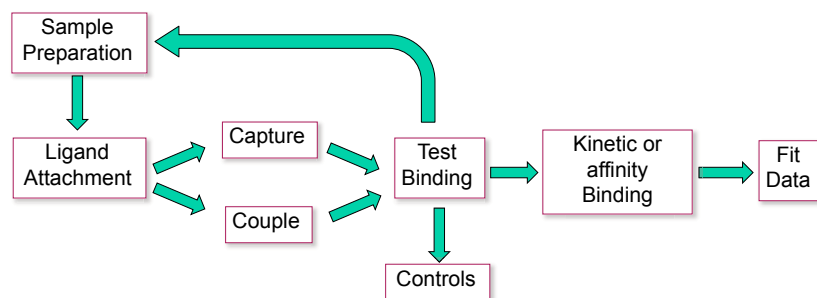 Sample
Preparation
Ligand
Attachment
Capture
Couple
Test
Binding
Controls
Kinetic or
affinity
Binding
Fit
Data